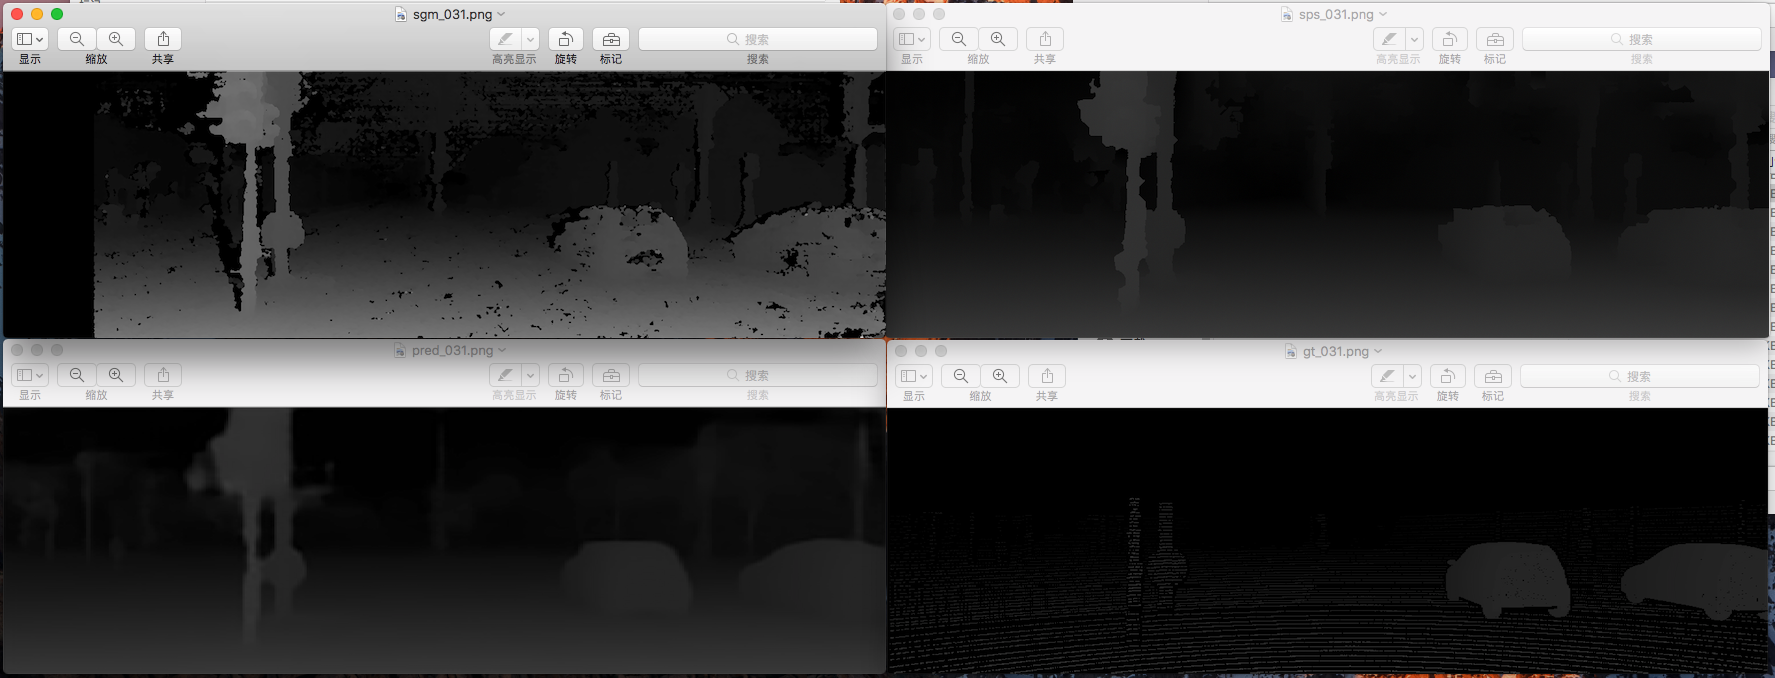 sgm_031.png
显示
缩放
共享
高亮显示
旋转
标记
搜索
搜索
sps_031.png
显示
缩放
共享
高亮显示
旋转
标记
搜索
搜索
pred_031.png
显示
缩放
共享
高亮显示
旋转
标记
搜索
搜索
gt_031.png
显示
缩放
共享
高亮显示
旋转
标记
搜索
搜索